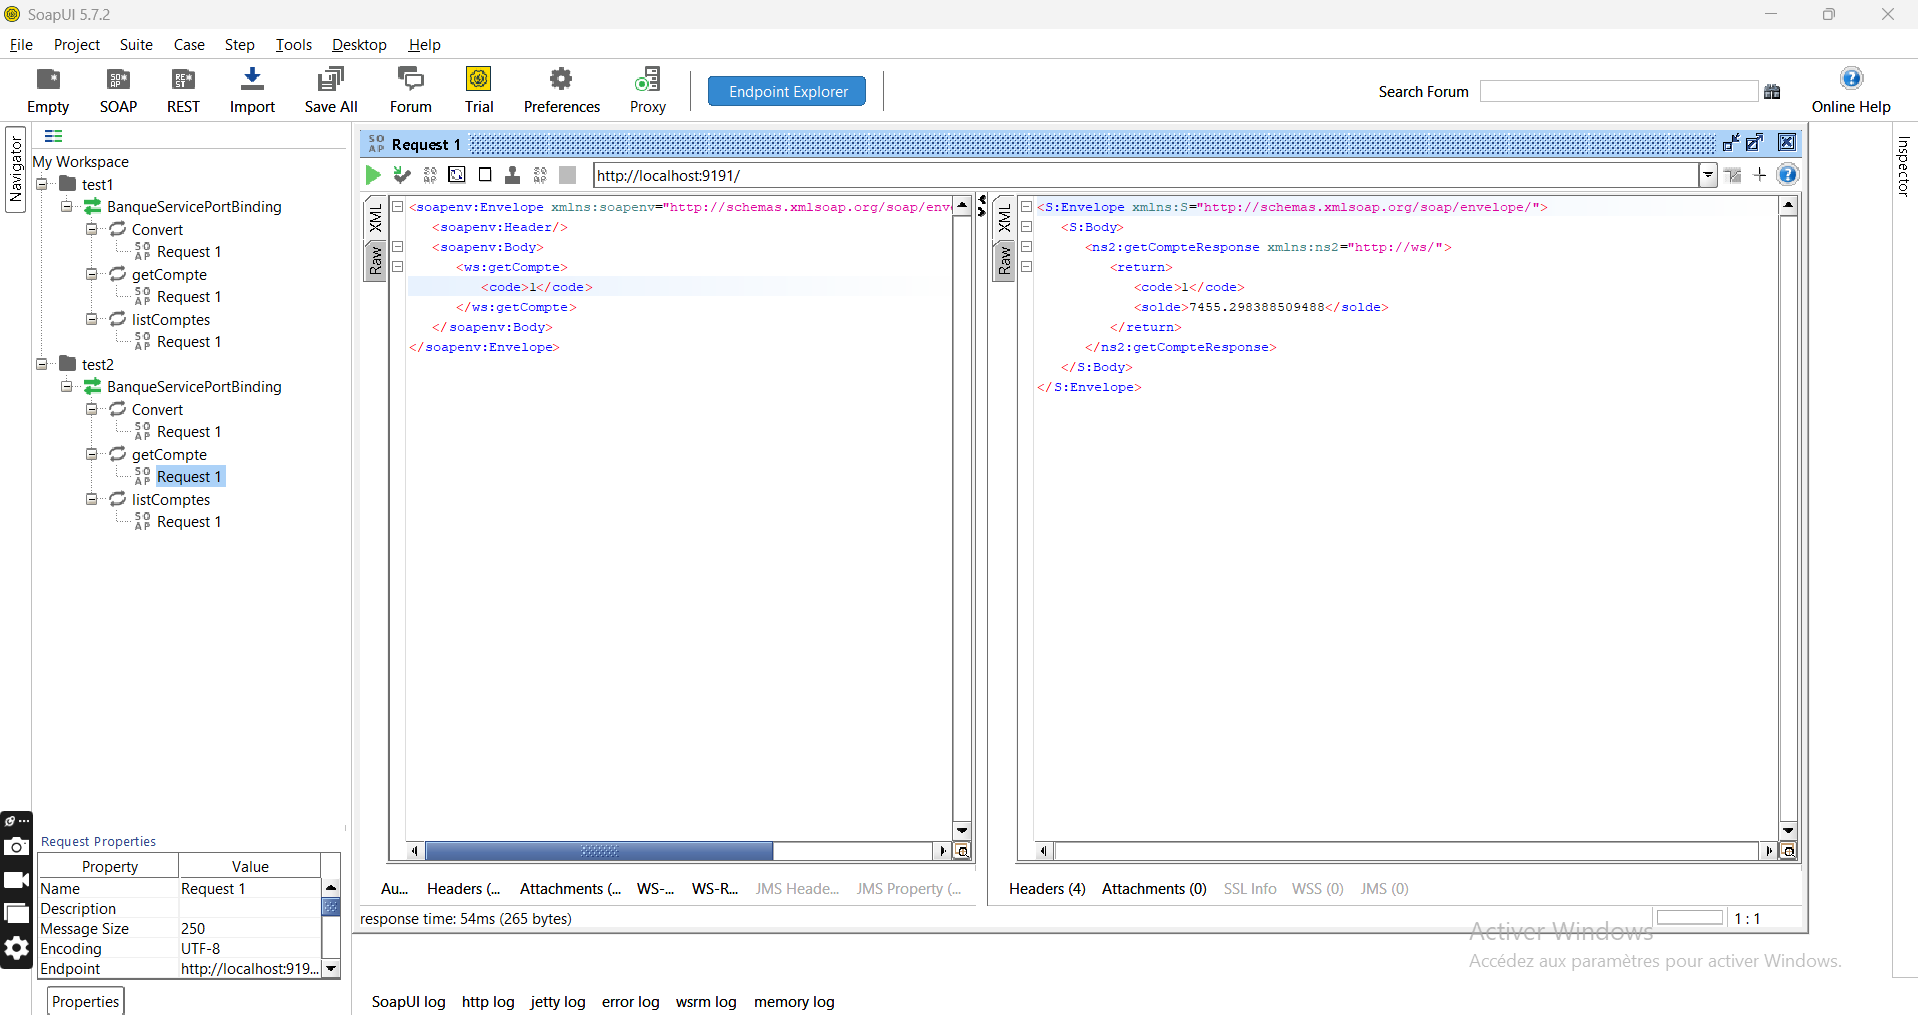 SoapUI 5.7.2
File Project Suite Case Step Tools Desktop Help
Empty SOAP REST Import Save All Forum Trial Preferences Proxy Endpoint Explorer Search Forum Online Help
Navigator
Inspector
My Workspace
test1
BanqueServicePortBinding
Convert
Request 1
getCompte
Request 1
listComptes
Request 1
test2
BanqueServicePortBinding
Convert
Request 1
getCompte
Request 1
listComptes
Request 1
Request Properties
Property Value
Name Request 1
Description
Message Size 250
Encoding UTF-8
Endpoint http://localhost:919...
Properties
Request 1
http://localhost:9191/
XML
Raw
<soapenv:Envelope xmlns:soapenv="http://schemas.xmlsoap.org/soap/env
<soapenv:Header/>
<soapenv:Body>
<ws:getCompte>
<code>1</code>
</ws:getCompte>
</soapenv:Body>
</soapenv:Envelope>
Au... Headers (... Attachments (... WS-... WS-R... JMS Heade... JMS Property (...
XML
Raw
<S:Envelope xmlns:S="http://schemas.xmlsoap.org/soap/envelope/">
<S:Body>
<ns2:getCompteResponse xmlns:ns2="http://ws/">
<return>
<code>1</code>
<solde>7455.298388509488</solde>
</return>
</ns2:getCompteResponse>
</S:Body>
</S:Envelope>
Headers (4) Attachments (0) SSL Info WSS (0) JMS (0)
response time: 54ms (265 bytes)
1 : 1
Activer Windows
Accédez aux paramètres pour activer Windows.
SoapUI log http log jetty log error log wsrm log memory log